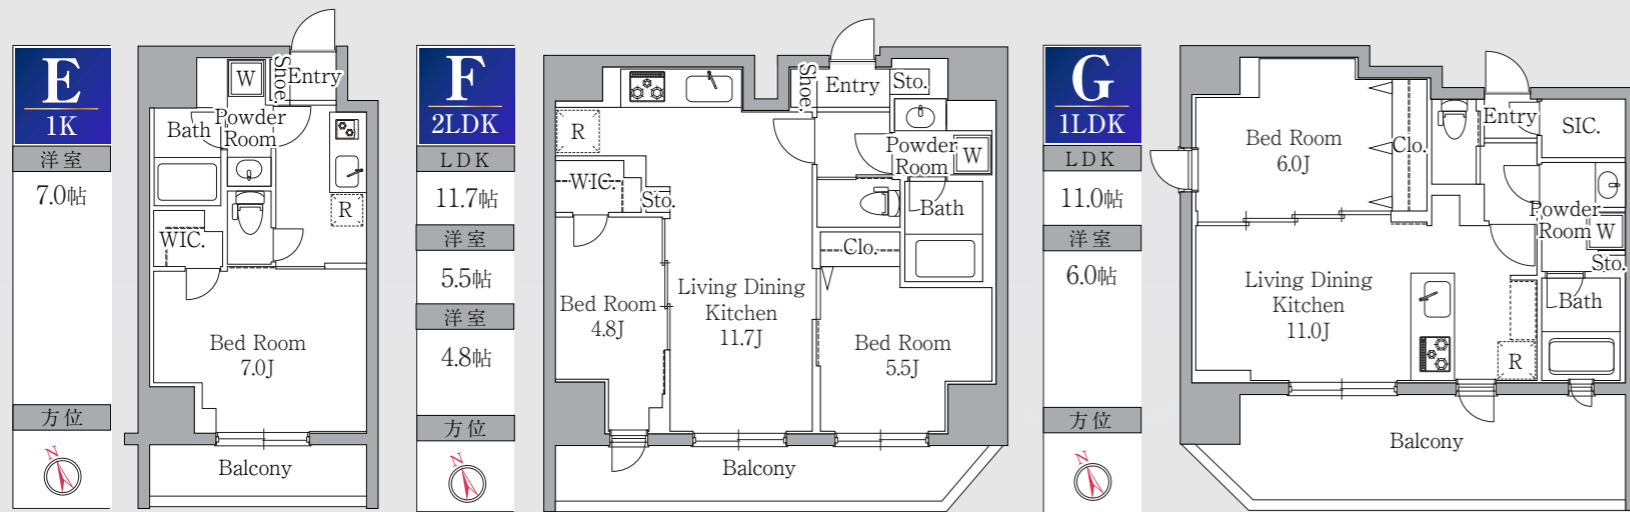 E
1K
洋室
7.0帖
方位
N
W
Shoe.
Entry
Bath
Powder
Room
R
WIC.
Bed Room
7.0J
Balcony
F
2LDK
LDK
11.7帖
洋室
5.5帖
洋室
4.8帖
方位
N
Shoe.
Entry
Sto.
R
Powder
Room
W
WIC.
Sto.
Bath
Clo.
Living Dining
Kitchen
11.7J
Bed Room
4.8J
Bed Room
5.5J
Balcony
G
1LDK
LDK
11.0帖
洋室
6.0帖
方位
N
Bed Room
6.0J
Clo.
Entry
SIC.
Powder
Room
W
Sto.
Living Dining
Kitchen
11.0J
Bath
R
Balcony